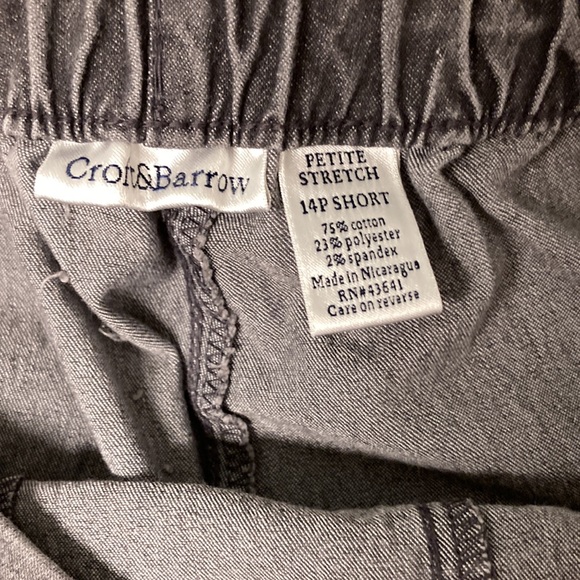 Croft&Barrow
PETITE
STRETCH
14P SHORT
75% cotton
23% polyester
2% spandex
Made in Nicaragua
RN#43641
Care on reverse